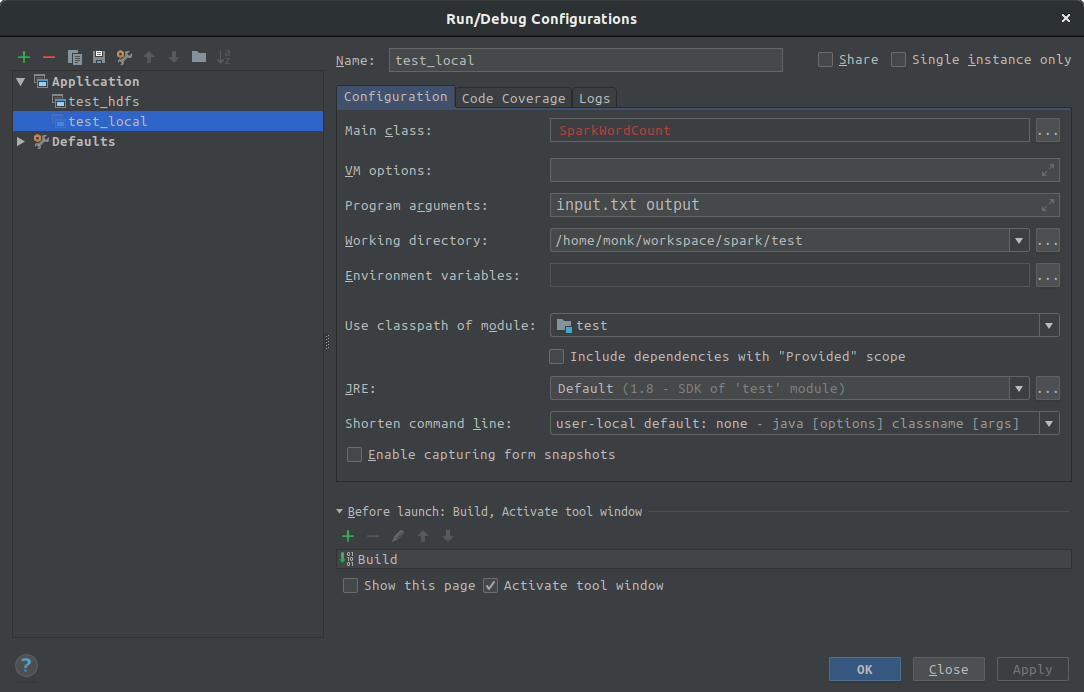 Run/Debug Configurations
Name: test_local Share Single instance only
Application
test_hdfs
test_local
Defaults
Configuration Code Coverage Logs
Main class: SparkWordCount ...
VM options:
Program arguments: input.txt output
Working directory: /home/monk/workspace/spark/test ...
Environment variables: ...
Use classpath of module: test
Include dependencies with "Provided" scope
JRE: Default (1.8 - SDK of 'test' module) ...
Shorten command line: user-local default: none - java [options] classname [args]
Enable capturing form snapshots
Before launch: Build, Activate tool window
Build
Show this page Activate tool window
? OK Close Apply